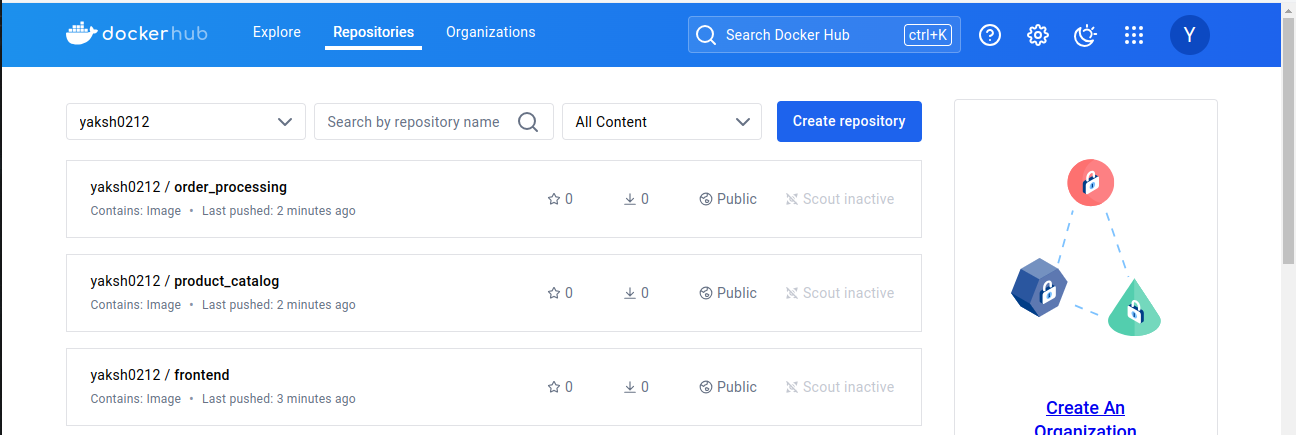 dockerhub Explore Repositories Organizations Search Docker Hub ctrl+K Y
yaksh0212 Search by repository name All Content Create repository
yaksh0212 / order_processing
Contains: Image • Last pushed: 2 minutes ago
0 0 Public Scout inactive
yaksh0212 / product_catalog
Contains: Image • Last pushed: 2 minutes ago
0 0 Public Scout inactive
yaksh0212 / frontend
Contains: Image • Last pushed: 3 minutes ago
0 0 Public Scout inactive
Create An
Organization